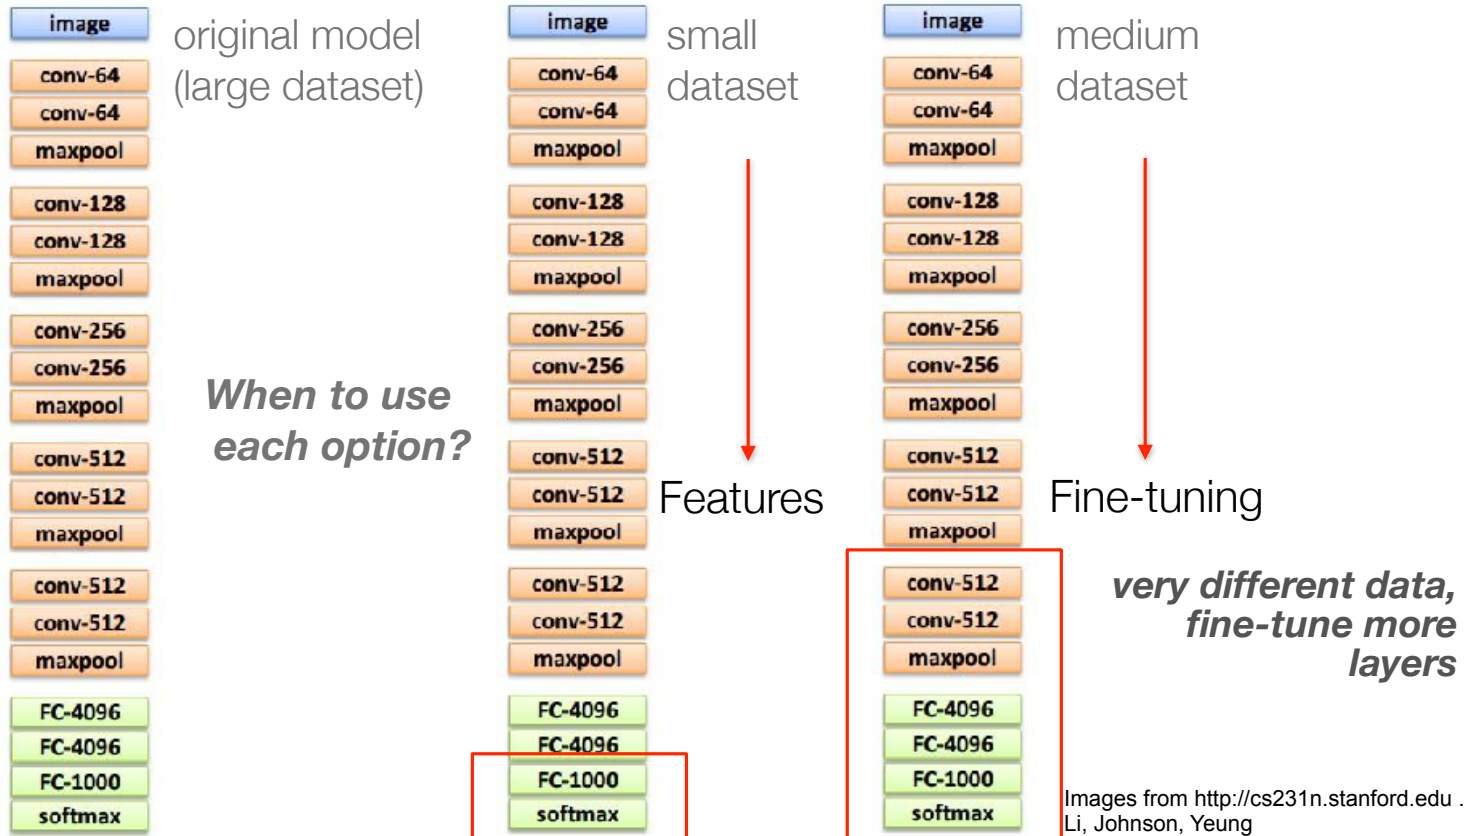 image
conv-64
conv-64
maxpool
conv-128
conv-128
maxpool
conv-256
conv-256
maxpool
conv-512
conv-512
maxpool
conv-512
conv-512
maxpool
FC-4096
FC-4096
FC-1000
softmax
original model
(large dataset)
When to use
each option?
image
conv-64
conv-64
maxpool
conv-128
conv-128
maxpool
conv-256
conv-256
maxpool
conv-512
conv-512
maxpool
conv-512
conv-512
maxpool
FC-4096
FC-4096
FC-1000
softmax
small
dataset
Features
image
conv-64
conv-64
maxpool
conv-128
conv-128
maxpool
conv-256
conv-256
maxpool
conv-512
conv-512
maxpool
conv-512
conv-512
maxpool
FC-4096
FC-4096
FC-1000
softmax
medium
dataset
Fine-tuning
very different data,
fine-tune more
layers
Images from http://cs231n.stanford.edu .
Li, Johnson, Yeung